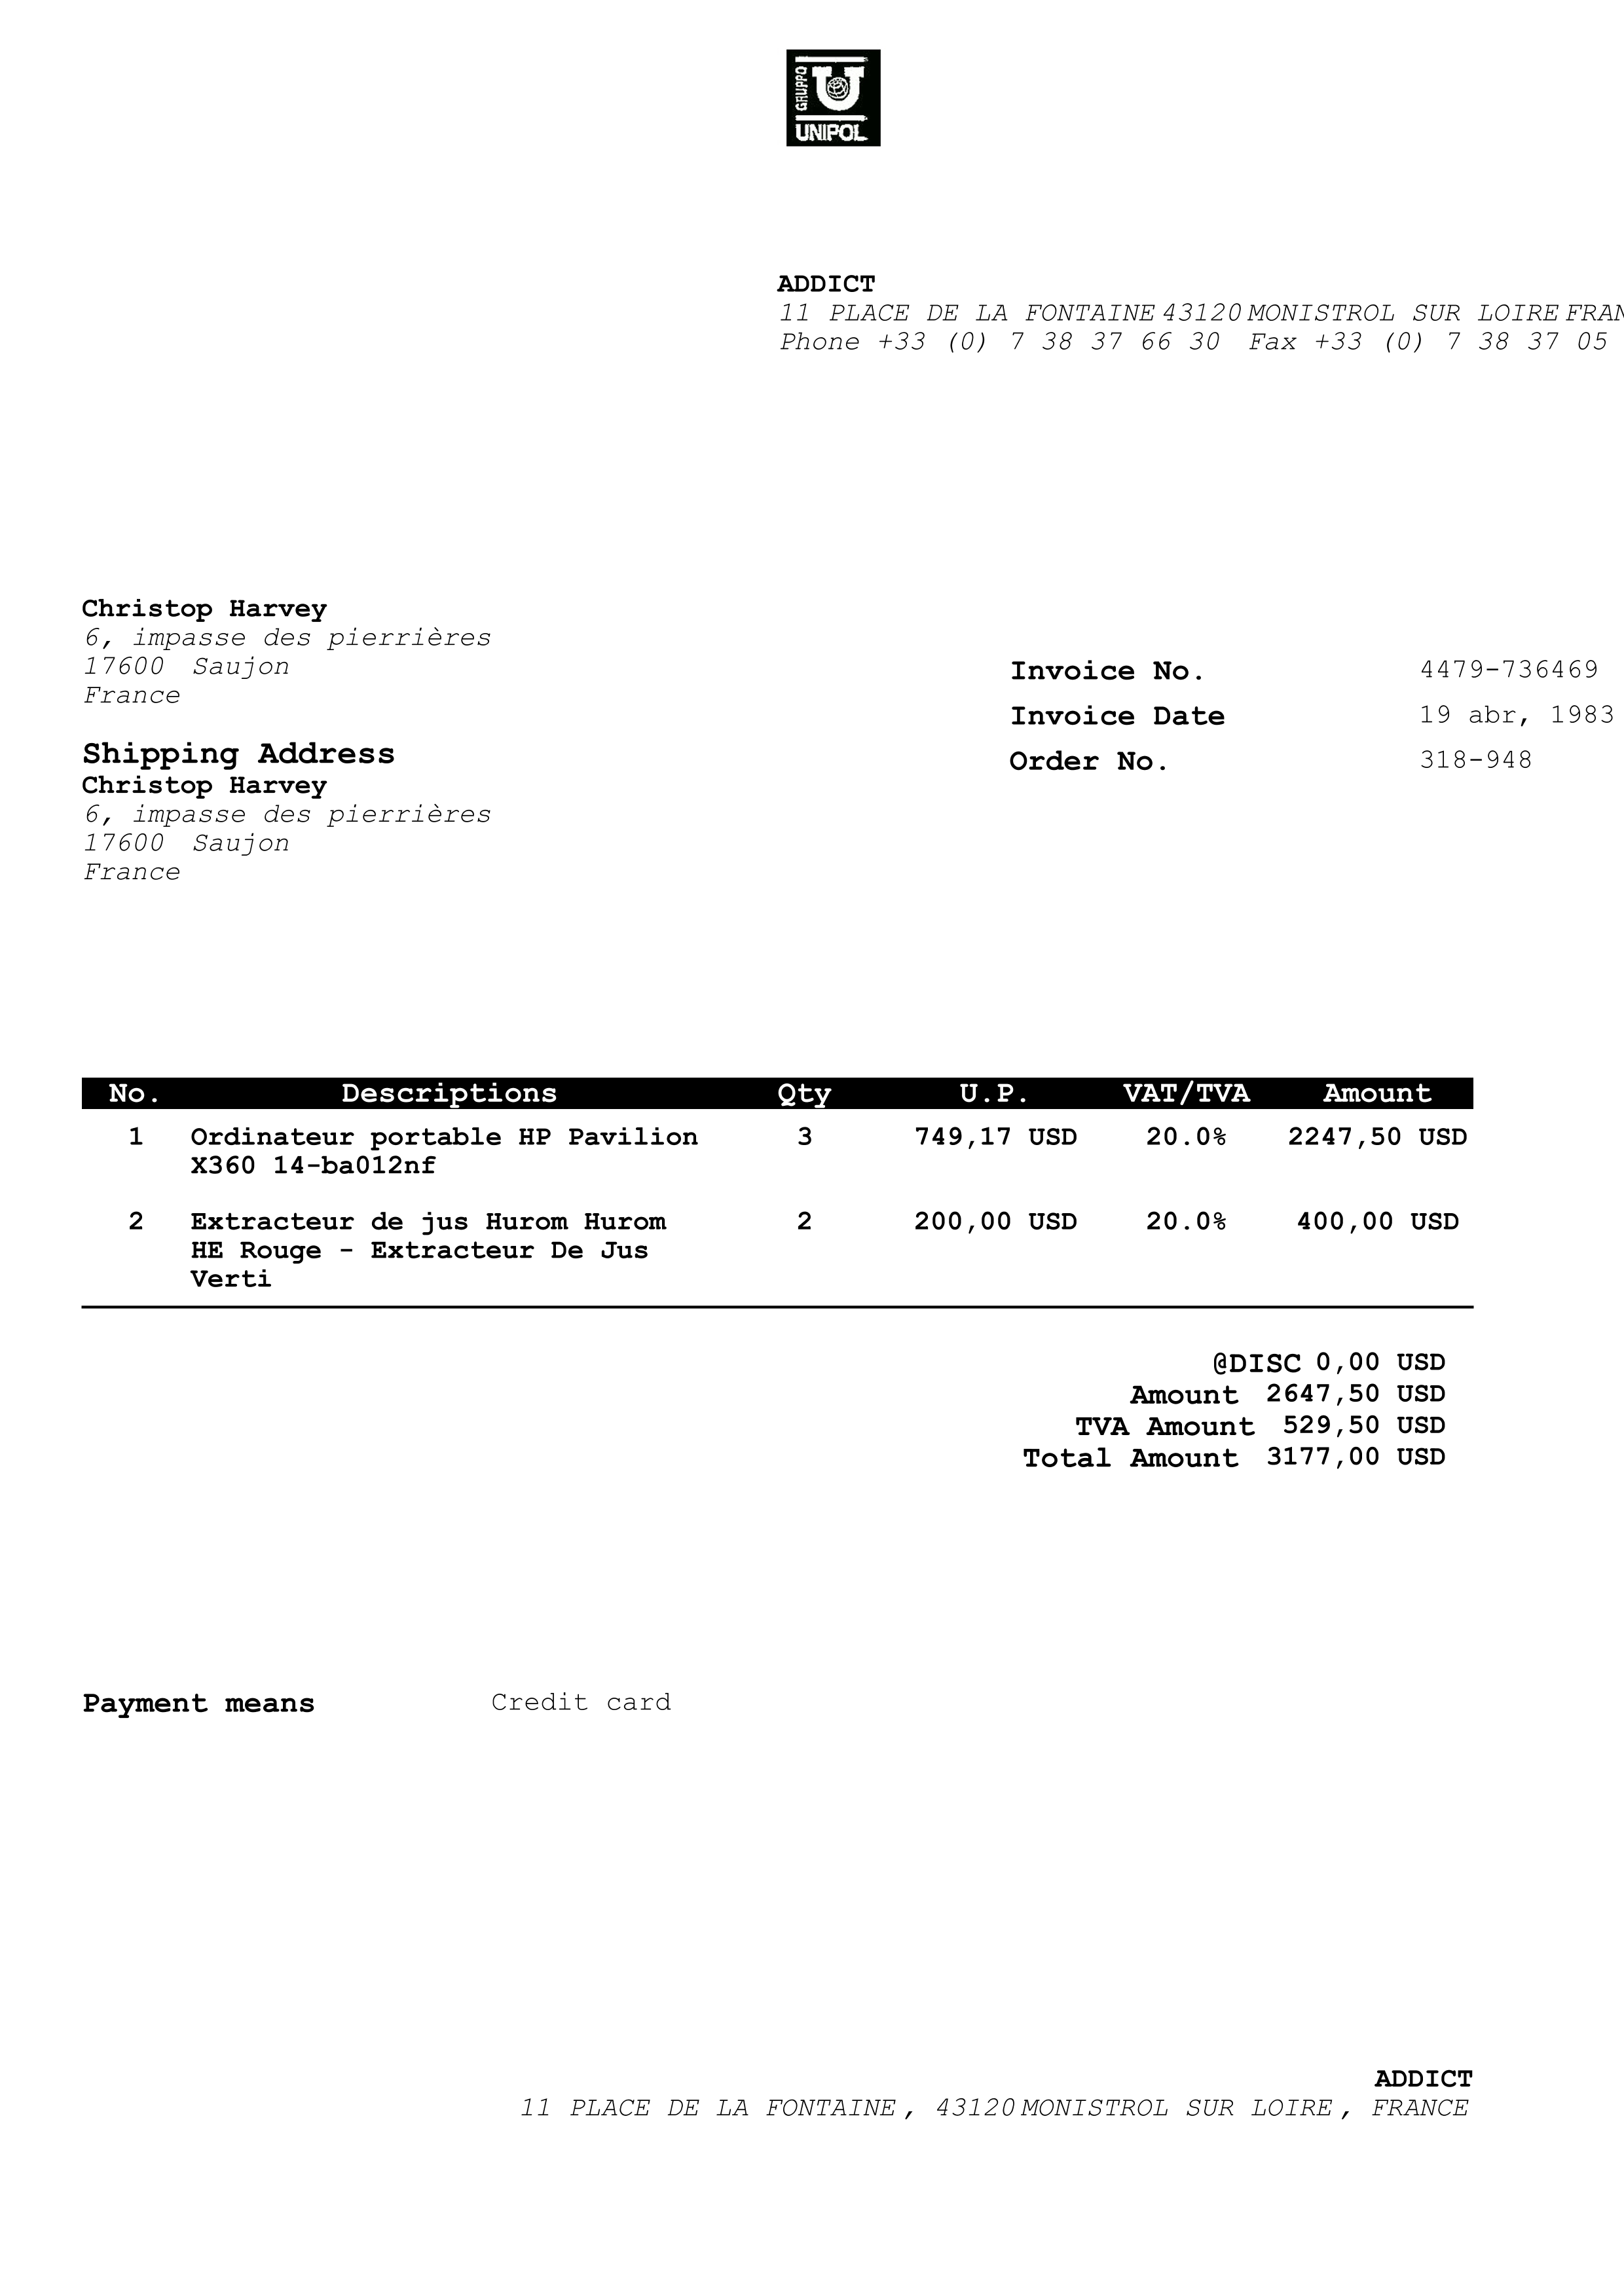 GRUPPO
U
UNIPOL
ADDICT
11 PLACE DE LA FONTAINE 43120 MONISTROL SUR LOIRE FRAN
Phone +33 (0) 7 38 37 66 30 Fax +33 (0) 7 38 37 05
Christop Harvey
6, impasse des pierrières
17600 Saujon
France
Invoice No. 4479-736469
Invoice Date 19 abr, 1983
Order No. 318-948
Shipping Address
Christop Harvey
6, impasse des pierrières
17600 Saujon
France
No. Descriptions Qty U.P. VAT/TVA Amount
1 Ordinateur portable HP Pavilion 3 749,17 USD 20.0% 2247,50 USD
X360 14-ba012nf
2 Extracteur de jus Hurom Hurom 2 200,00 USD 20.0% 400,00 USD
HE Rouge - Extracteur De Jus
Verti
@DISC 0,00 USD
Amount 2647,50 USD
TVA Amount 529,50 USD
Total Amount 3177,00 USD
Payment means Credit card
ADDICT
11 PLACE DE LA FONTAINE , 43120 MONISTROL SUR LOIRE , FRANCE